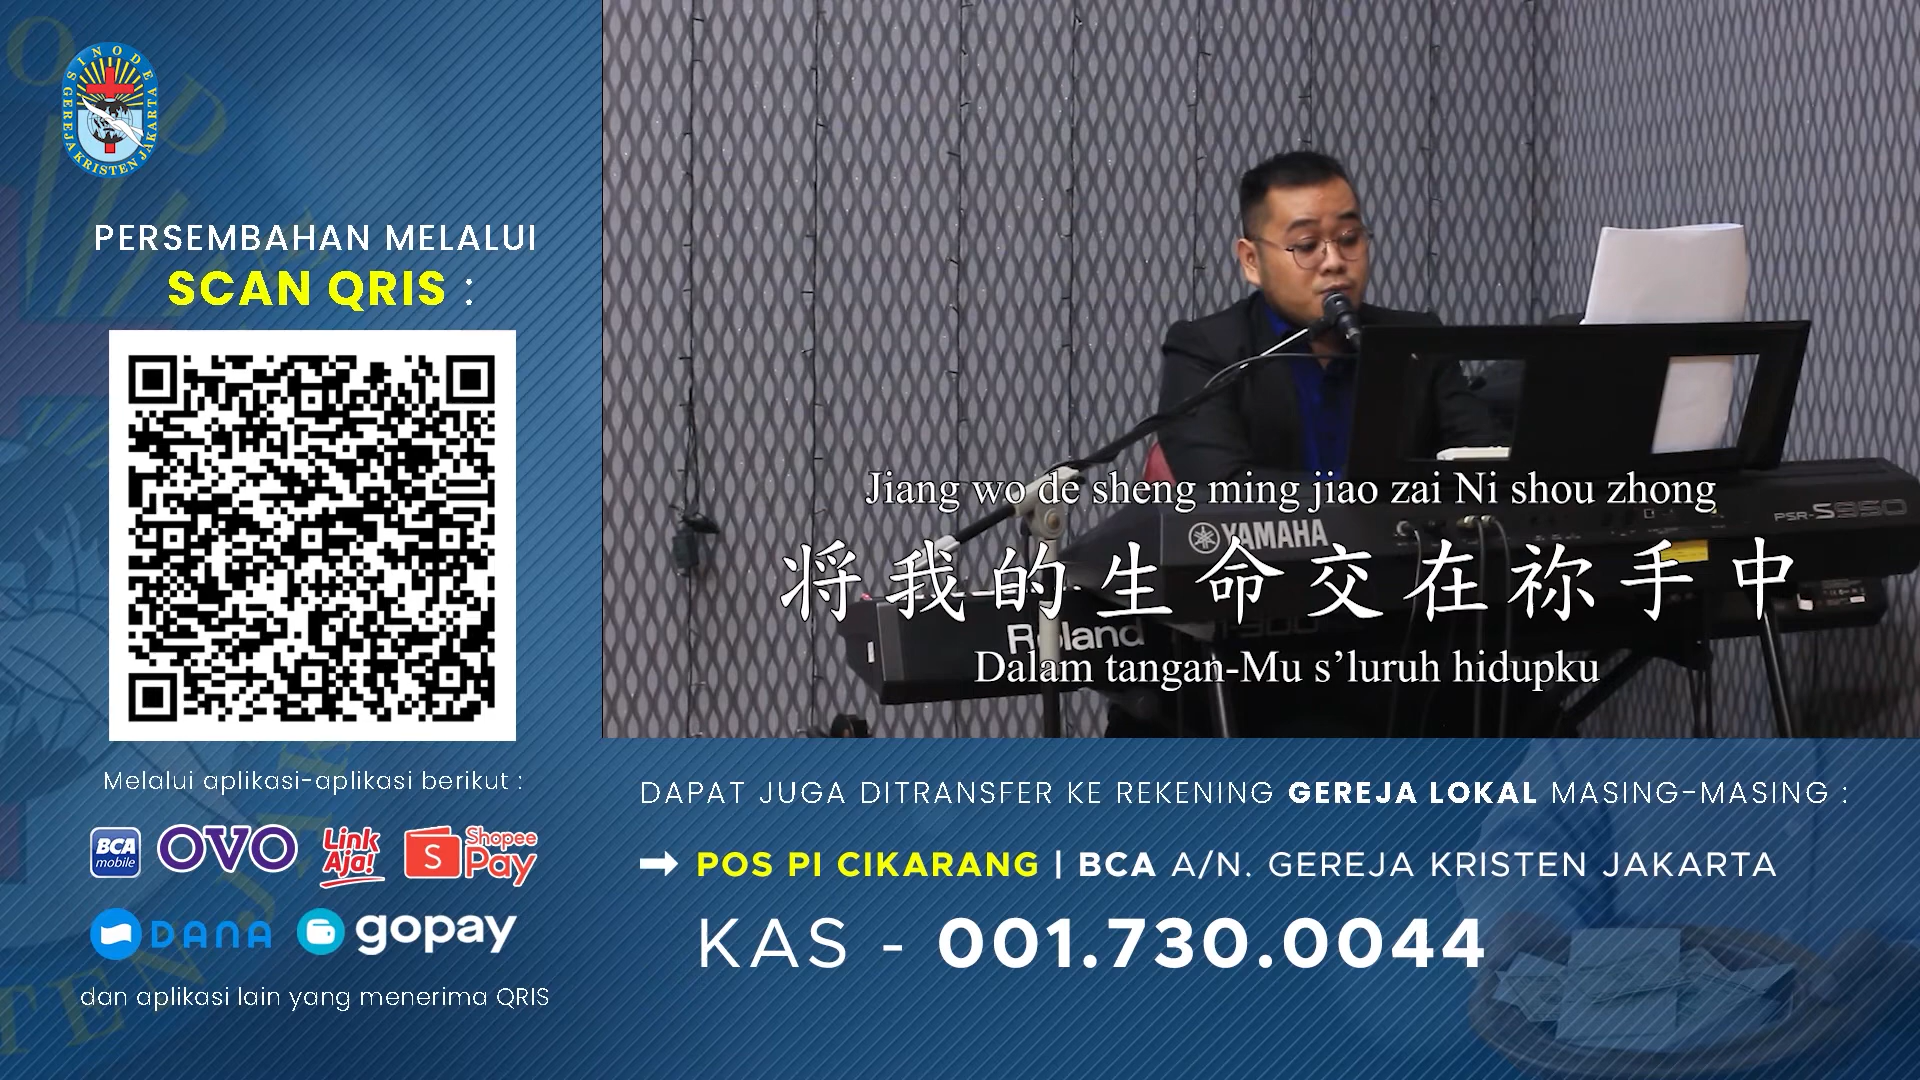 SINODE
GEREJA KRISTEN JAKARTA
PERSEMBAHAN MELALUI
SCAN QRIS :
Melalui aplikasi-aplikasi berikut :
BCA
mobile
OVO
Link
Aja!
S
Shopee
Pay
DANA
gopay
dan aplikasi lain yang menerima QRIS
Jiang wo de sheng ming jiao zai Ni shou zhong
YAMAHA
PSR-S950
将我的生命交在祢手中
Roland
Dalam tangan-Mu s’luruh hidupku
DAPAT JUGA DITRANSFER KE REKENING GEREJA LOKAL MASING-MASING :
POS PI CIKARANG | BCA A/N. GEREJA KRISTEN JAKARTA
KAS - 001.730.0044